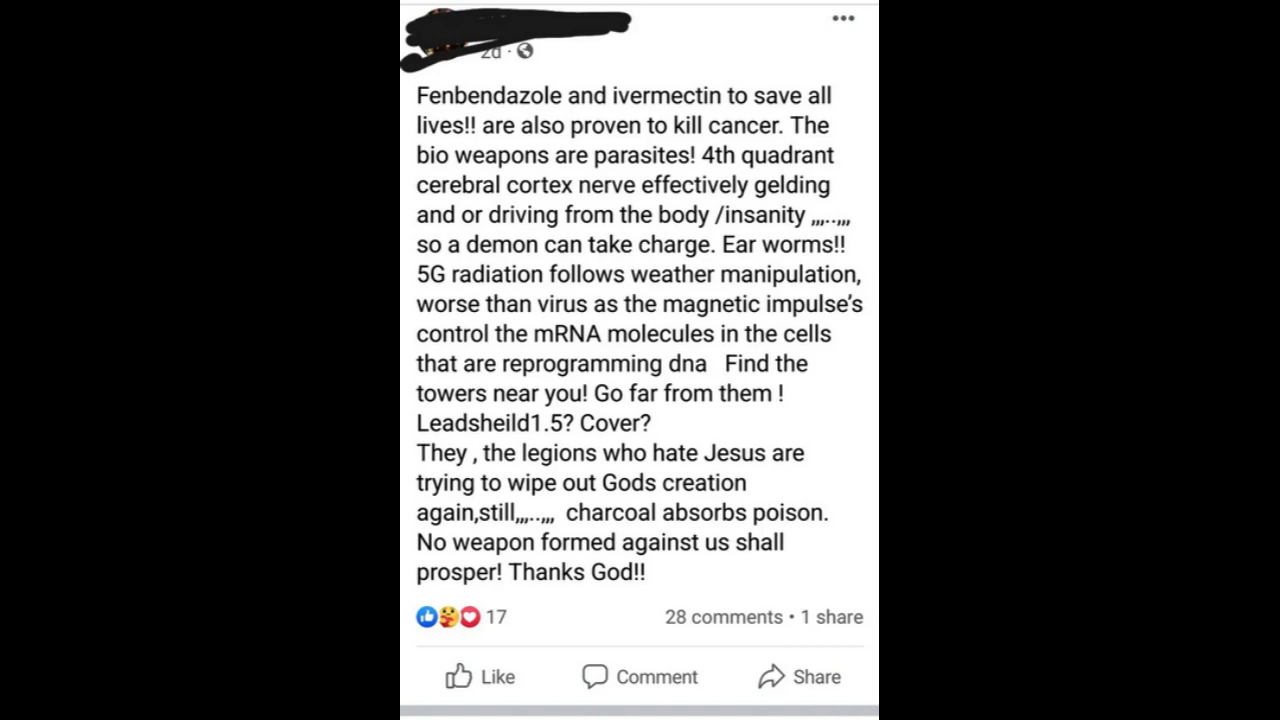 2d ·
Fenbendazole and ivermectin to save all
lives!! are also proven to kill cancer. The
bio weapons are parasites! 4th quadrant
cerebral cortex nerve effectively gelding
and or driving from the body /insanity ,,,..,,,
so a demon can take charge. Ear worms!!
5G radiation follows weather manipulation,
worse than virus as the magnetic impulse’s
control the mRNA molecules in the cells
that are reprogramming dna   Find the
towers near you! Go far from them !
Leadsheild1.5? Cover?
They , the legions who hate Jesus are
trying to wipe out Gods creation
again,still,,,..,,,  charcoal absorbs poison.
No weapon formed against us shall
prosper! Thanks God!!
17 28 comments • 1 share
Like Comment Share